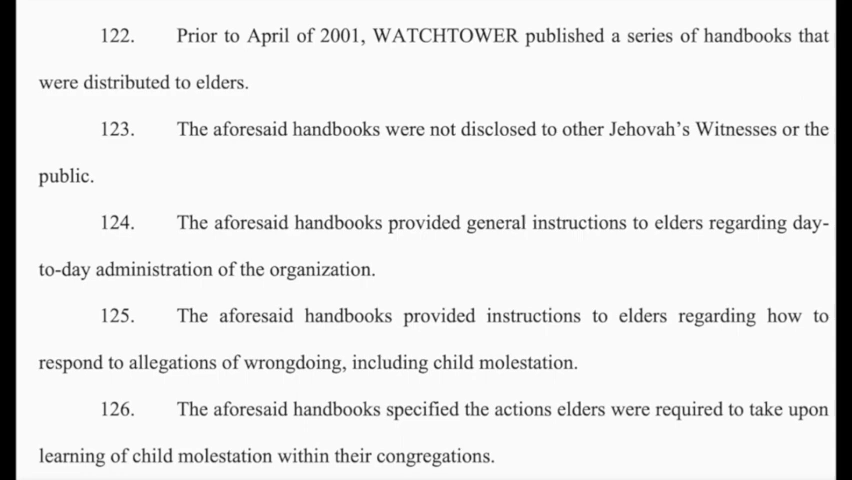 122. Prior to April of 2001, WATCHTOWER published a series of handbooks that
were distributed to elders.
123. The aforesaid handbooks were not disclosed to other Jehovah's Witnesses or the
public.
124. The aforesaid handbooks provided general instructions to elders regarding day-
to-day administration of the organization.
125. The aforesaid handbooks provided instructions to elders regarding how to
respond to allegations of wrongdoing, including child molestation.
126. The aforesaid handbooks specified the actions elders were required to take upon
learning of child molestation within their congregations.